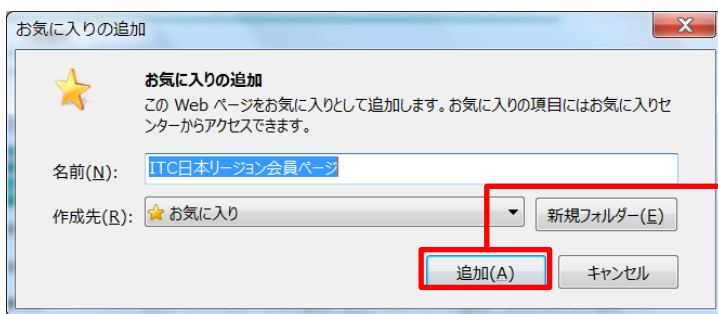 お気に入りの追加
お気に入りの追加
この Web ページをお気に入りとして追加します。お気に入りの項目にはお気に入りセ
ンターからアクセスできます。
名前(N): ITC日本リージョン会員ページ
作成先(R): お気に入り 新規フォルダー(E)
追加(A) キャンセル